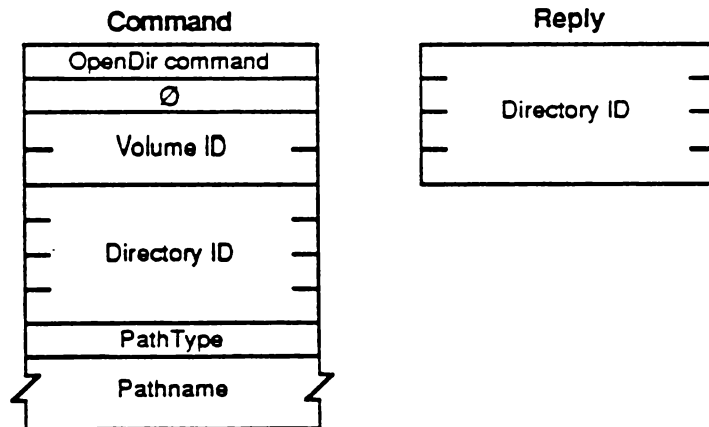 Command
OpenDir command
Ø
Volume ID
Directory ID
PathType
Pathname
Reply
Directory ID